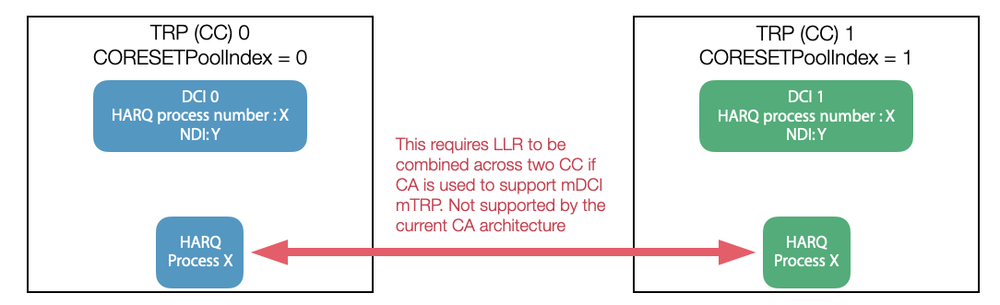 TRP (CC) 0
CORESETPoolIndex = 0
DCI 0
HARQ process number : X
NDI: Y
HARQ
Process X
This requires LLR to be
combined across two CC if
CA is used to support mDCI
mTRP. Not supported by the
current CA architecture
TRP (CC) 1
CORESETPoolIndex = 1
DCI 1
HARQ process number : X
NDI: Y
HARQ
Process X